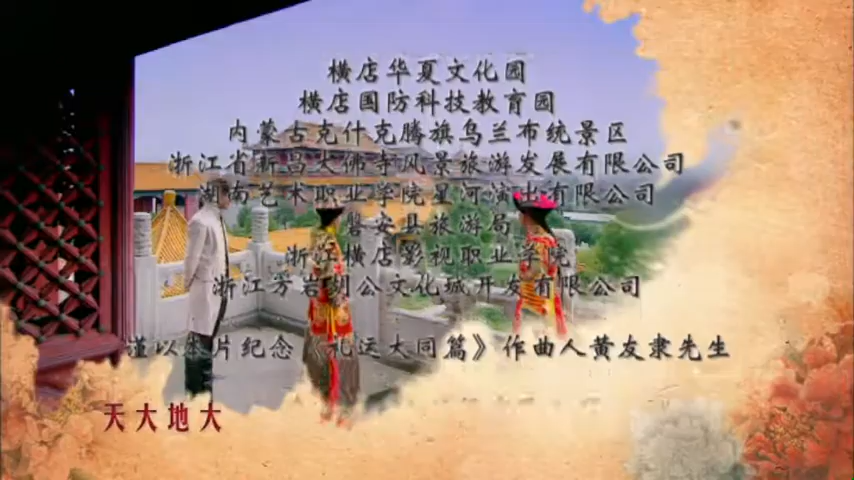 横店华夏文化园
横店国防科技教育园
内蒙古克什克腾旗乌兰布统景区
浙江省新昌大佛寺风景旅游发展有限公司
湖南艺术职业学院星河演出有限公司
磐安县旅游局
浙江横店影视职业学院
浙江方岩胡公文化城开发有限公司
谨以本片纪念《礼运大同篇》作曲人黄友隶先生
天大地大